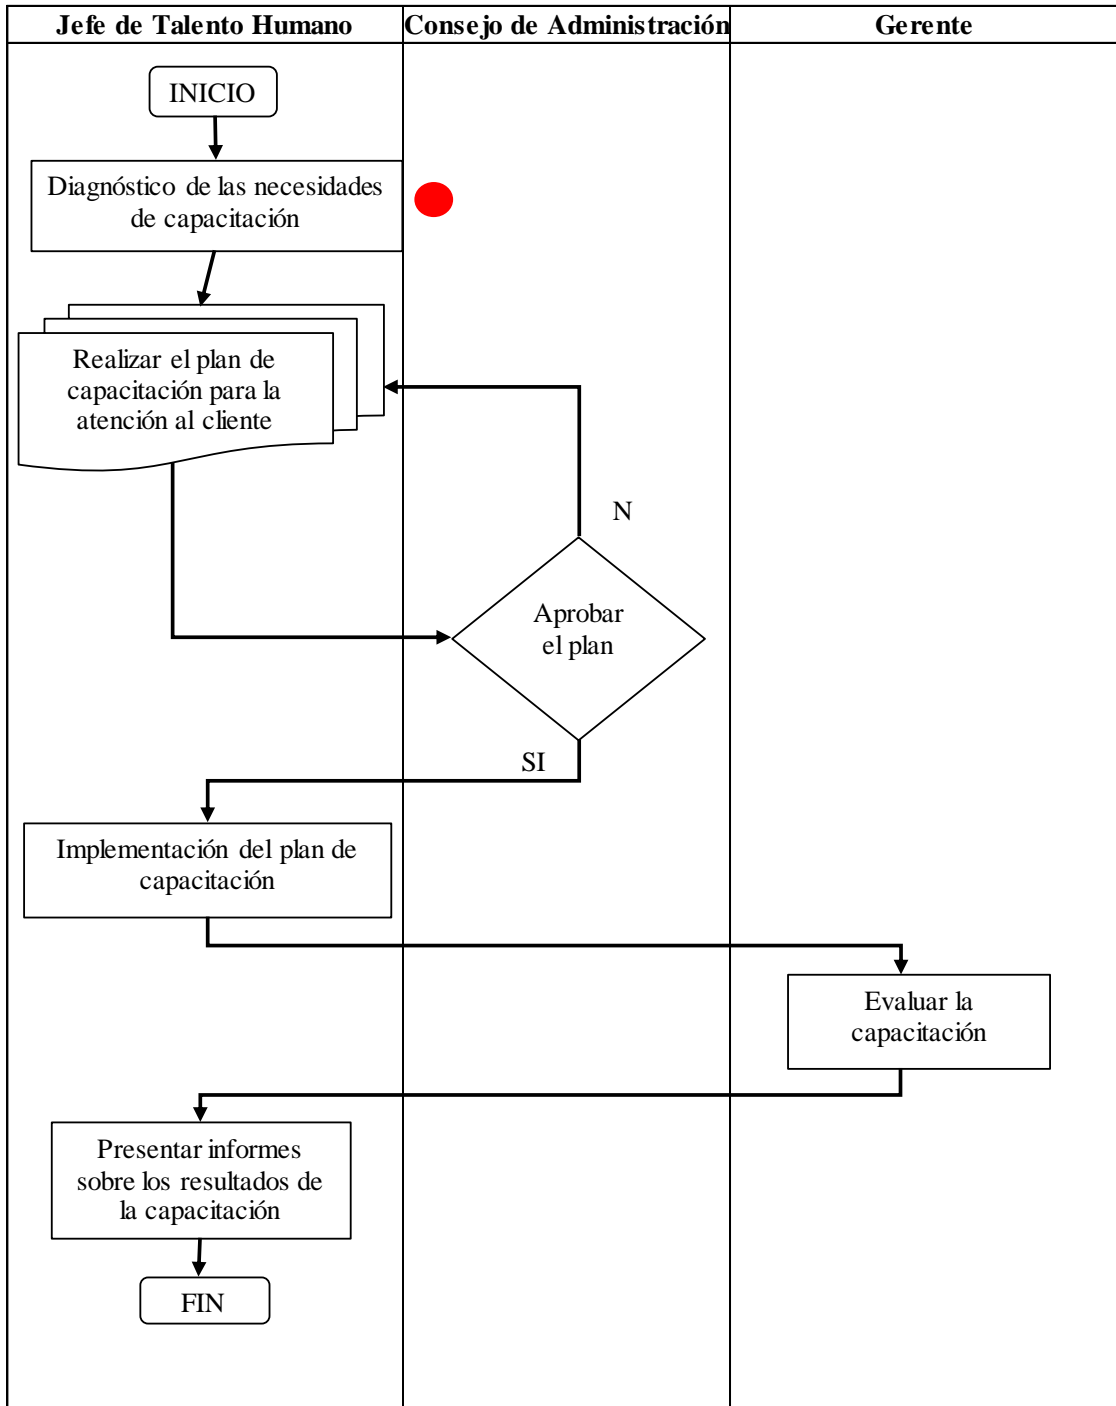 Jefe de Talento Humano
Consejo de Administración
Gerente
INICIO
Diagnóstico de las necesidades
de capacitación
Realizar el plan de
capacitación para la
atención al cliente
N
Aprobar
el plan
SI
Implementación del plan de
capacitación
Evaluar la
capacitación
Presentar informes
sobre los resultados de
la capacitación
FIN